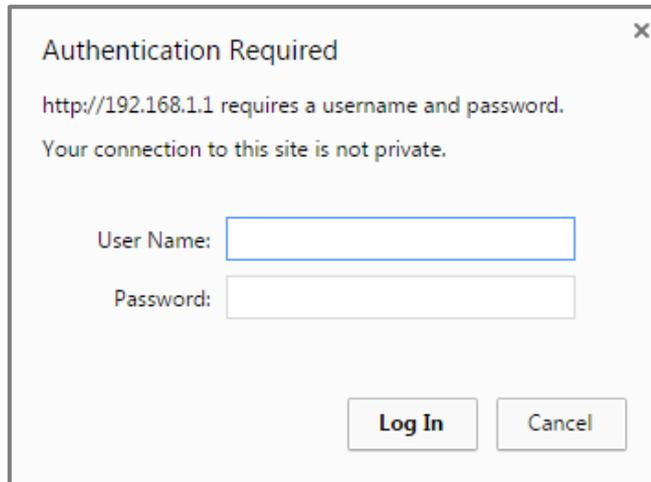 Authentication Required
http://192.168.1.1 requires a username and password.
Your connection to this site is not private.
User Name:
Password:
Log In
Cancel